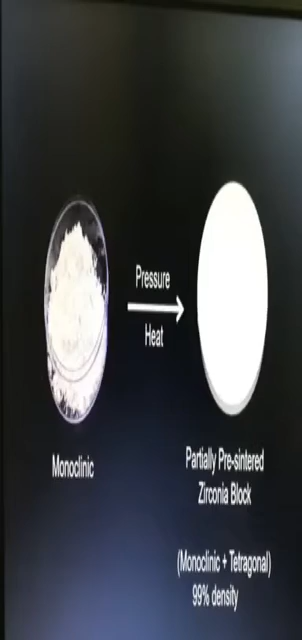 Pressure
Heat
Monoclinic
Partially Pre-sintered
Zirconia Block
(Monoclinic + Tetragonal)
99% density